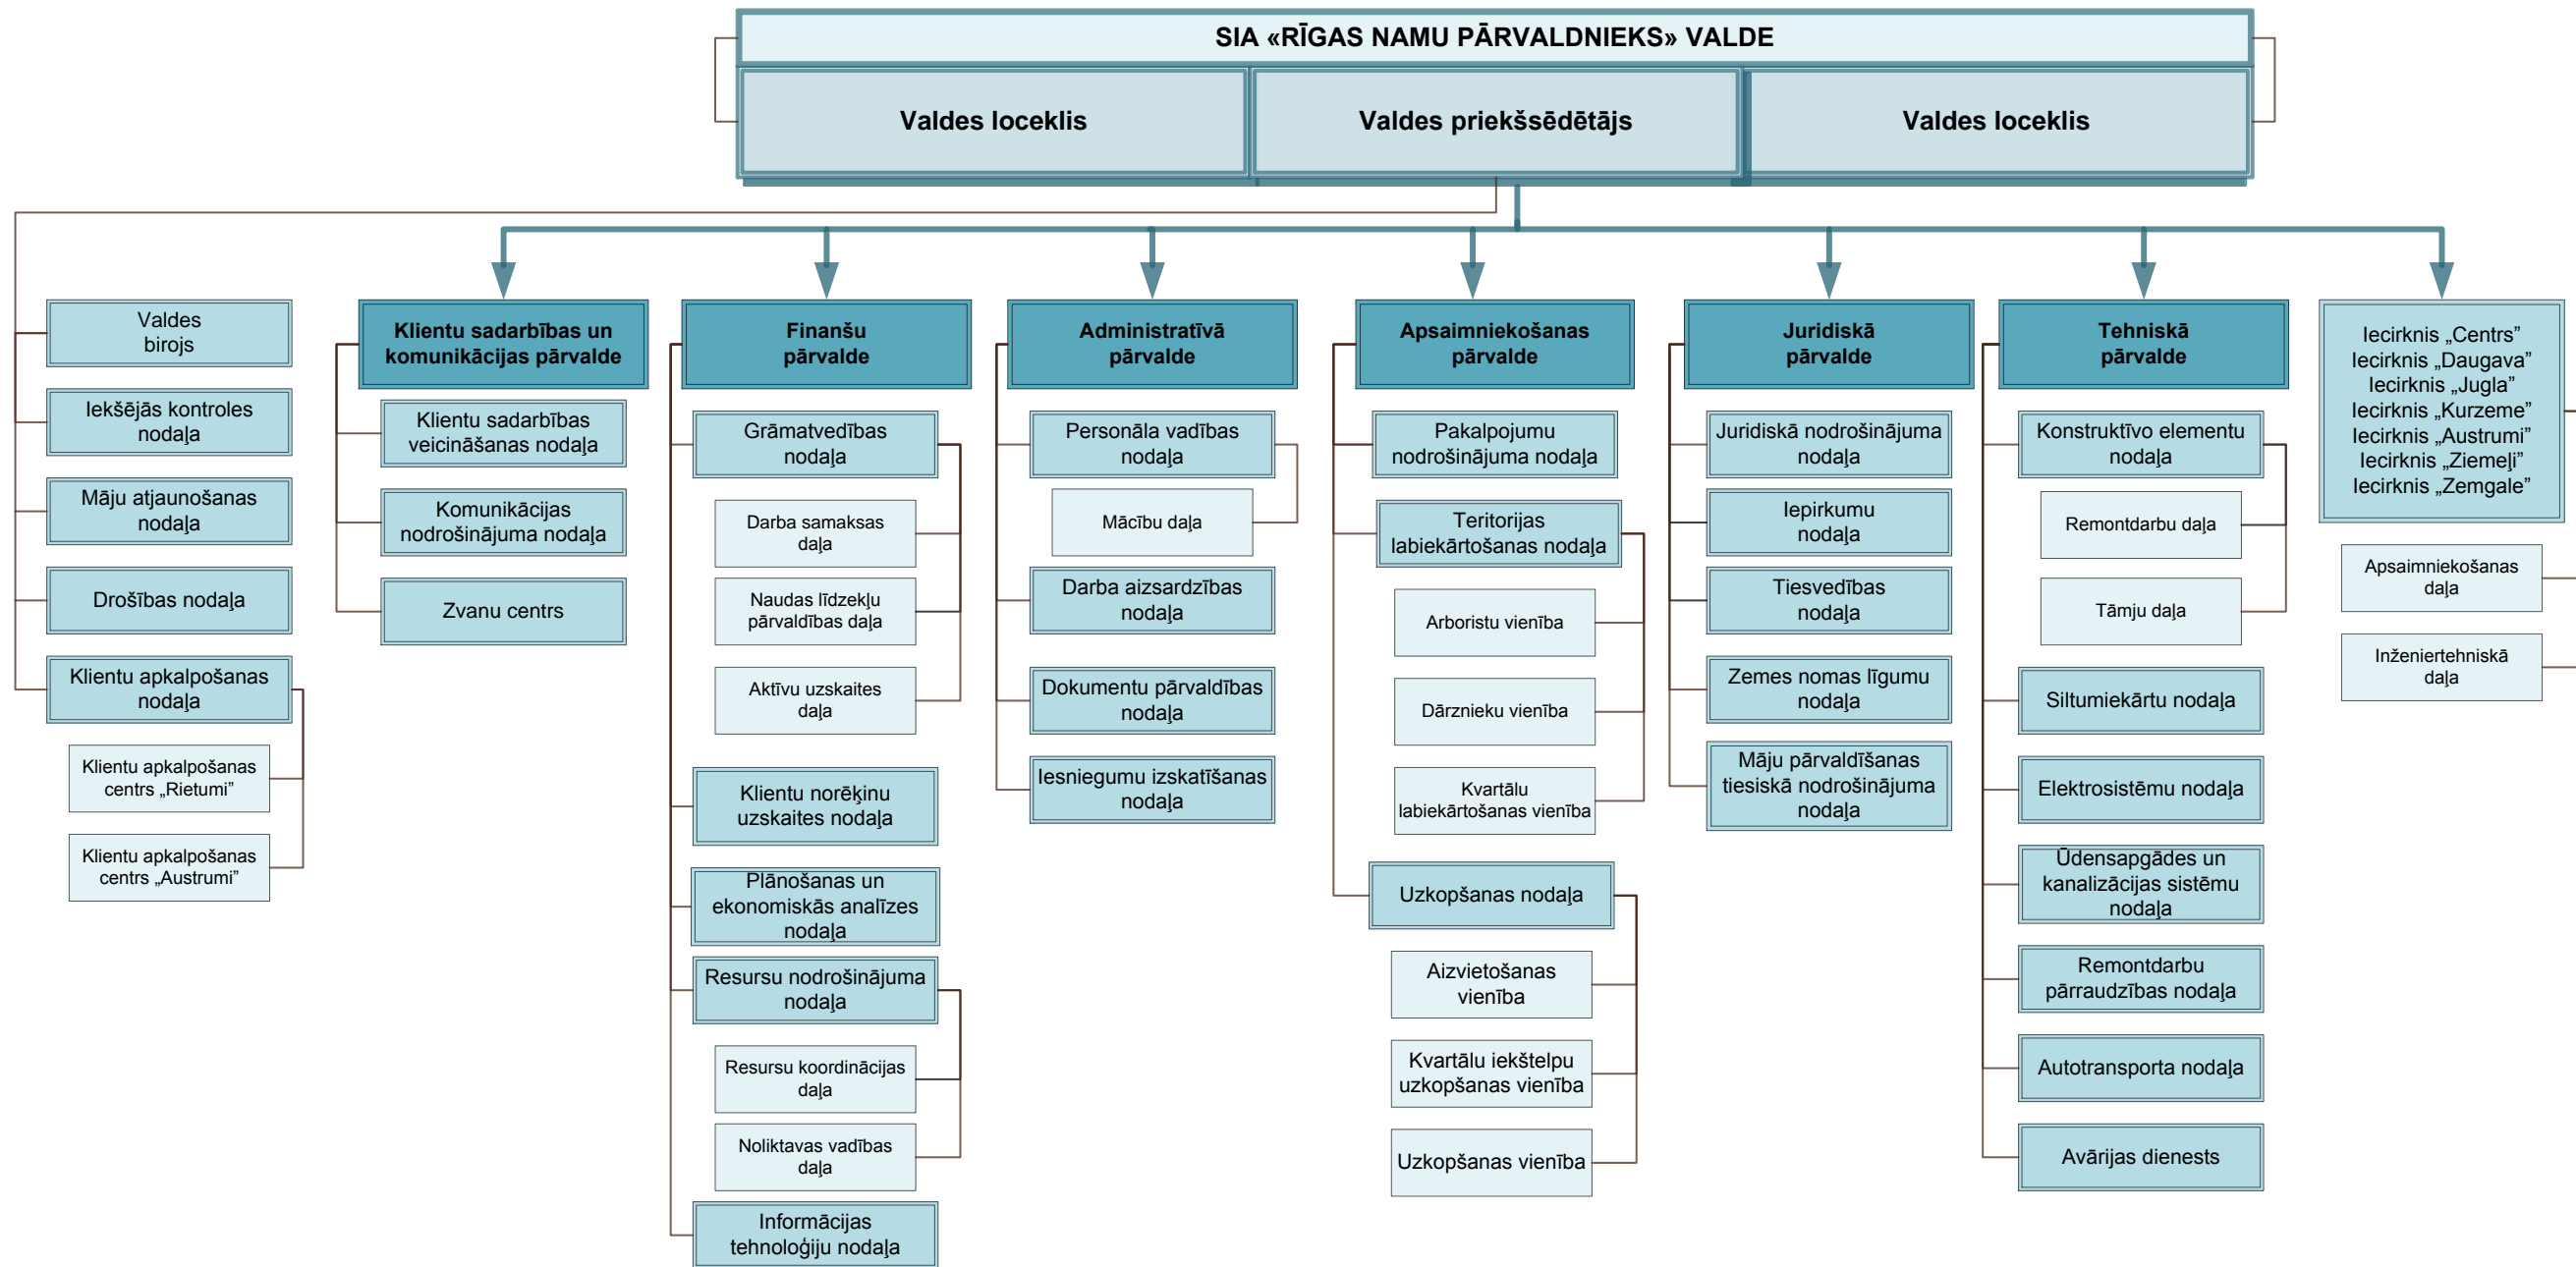 SIA «RĪGAS NAMU PĀRVALDNIEKS» VALDE
Valdes loceklis
Valdes priekšsēdētājs
Valdes loceklis
Valdes
birojs
Iekšējās kontroles
nodaļa
Māju atjaunošanas
nodaļa
Drošības nodaļa
Klientu apkalpošanas
nodaļa
Klientu apkalpošanas
centrs „Rietumi”
Klientu apkalpošanas
centrs „Austrumi”
Klientu sadarbības un
komunikācijas pārvalde
Klientu sadarbības
veicināšanas nodaļa
Komunikācijas
nodrošinājuma nodaļa
Zvanu centrs
Finanšu
pārvalde
Grāmatvedības
nodaļa
Darba samaksas
daļa
Naudas līdzekļu
pārvaldības daļa
Aktīvu uzskaites
daļa
Klientu norēķinu
uzskaites nodaļa
Plānošanas un
ekonomiskās analīzes
nodaļa
Resursu nodrošinājuma
nodaļa
Resursu koordinācijas
daļa
Noliktavas vadības
daļa
Informācijas
tehnoloģiju nodaļa
Administratīvā
pārvalde
Personāla vadības
nodaļa
Mācību daļa
Darba aizsardzības
nodaļa
Dokumentu pārvaldības
nodaļa
Iesniegumu izskatīšanas
nodaļa
Apsaimniekošanas
pārvalde
Pakalpojumu
nodrošinājuma nodaļa
Teritorijas
labiekārtošanas nodaļa
Arboristu vienība
Dārznieku vienība
Kvartālu
labiekārtošanas vienība
Uzkopšanas nodaļa
Aizvietošanas
vienība
Kvartālu iekštelpu
uzkopšanas vienība
Uzkopšanas vienība
Juridiskā
pārvalde
Juridiskā nodrošinājuma
nodaļa
Iepirkumu
nodaļa
Tiesvedības
nodaļa
Zemes nomas līgumu
nodaļa
Māju pārvaldīšanas
tiesiskā nodrošinājuma
nodaļa
Tehniskā
pārvalde
Konstruktīvo elementu
nodaļa
Remontdarbu daļa
Tāmju daļa
Siltumiekārtu nodaļa
Elektrosistēmu nodaļa
Ūdensapgādes un
kanalizācijas sistēmu
nodaļa
Remontdarbu
pārraudzības nodaļa
Autotransporta nodaļa
Avārijas dienests
Iecirknis „Centrs”
Iecirknis „Daugava”
Iecirknis „Jugla”
Iecirknis „Kurzeme”
Iecirknis „Austrumi”
Iecirknis „Ziemeļi”
Iecirknis „Zemgale”
Apsaimniekošanas
daļa
Inženiertehniskā
daļa